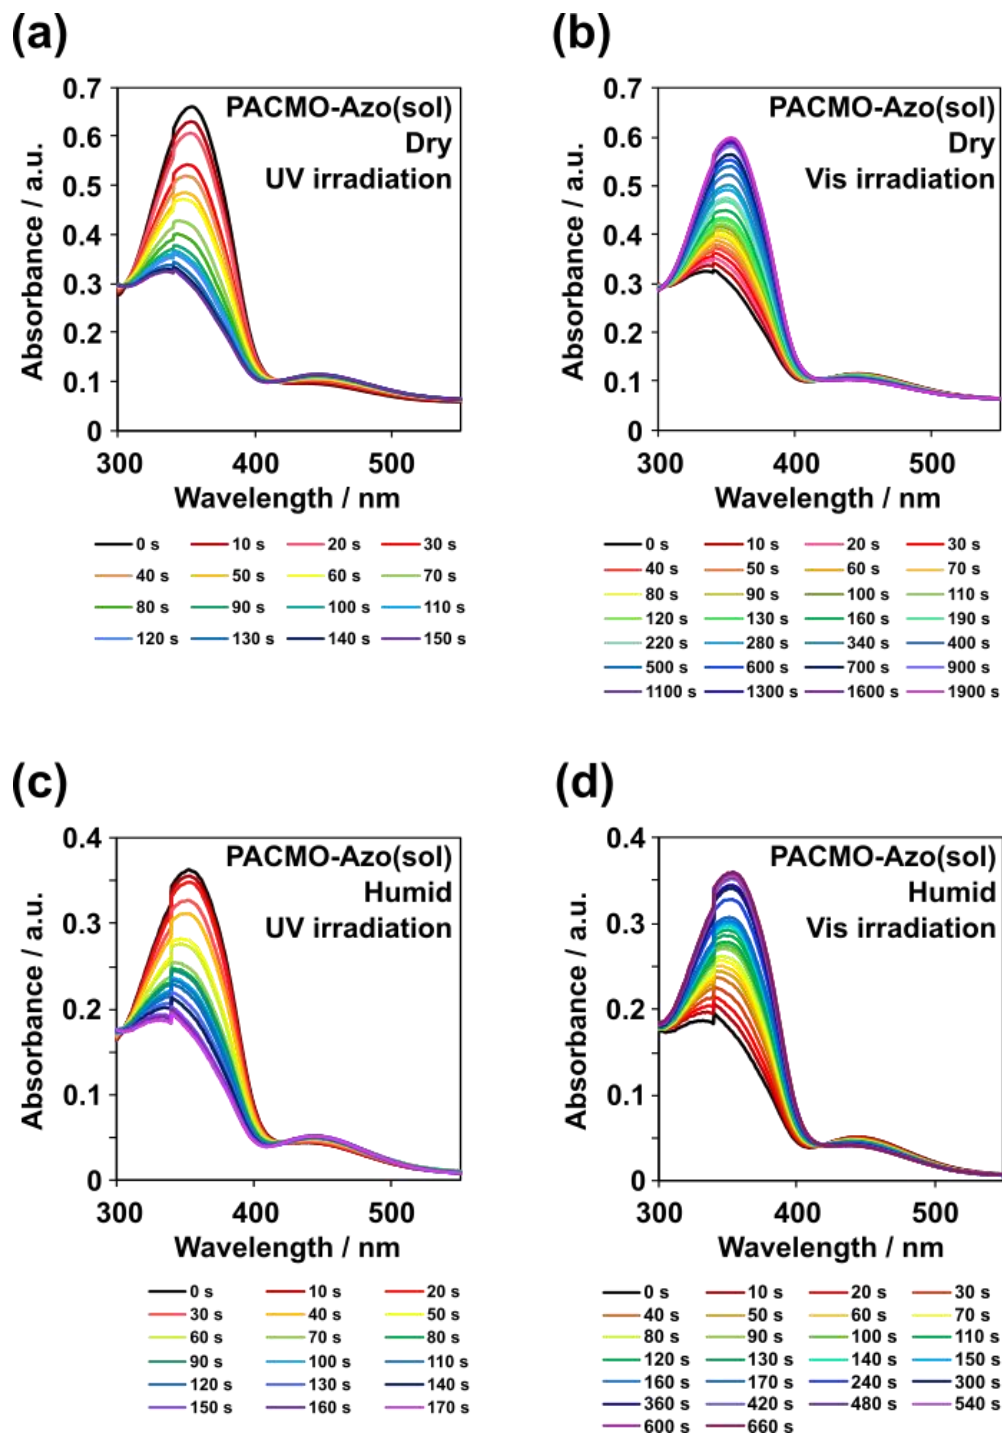 (a)
(b)
0.7
0.6
0.5
0.4
0.3
0.2
0.1
0
Absorbance / a.u.
PACMO-Azo(sol)
Dry
UV irradiation
300 400 500
Wavelength / nm
0 s 10 s 20 s 30 s
40 s 50 s 60 s 70 s
80 s 90 s 100 s 110 s
120 s 130 s 140 s 150 s
0.7
0.6
0.5
0.4
0.3
0.2
0.1
0
Absorbance / a.u.
PACMO-Azo(sol)
Dry
Vis irradiation
300 400 500
Wavelength / nm
0 s 10 s 20 s 30 s
40 s 50 s 60 s 70 s
80 s 90 s 100 s 110 s
120 s 130 s 160 s 190 s
220 s 280 s 340 s 400 s
500 s 600 s 700 s 900 s
1100 s 1300 s 1600 s 1900 s
(c)
(d)
0.4
0.3
0.2
0.1
0
Absorbance / a.u.
PACMO-Azo(sol)
Humid
UV irradiation
300 400 500
Wavelength / nm
0 s 10 s 20 s
30 s 40 s 50 s
60 s 70 s 80 s
90 s 100 s 110 s
120 s 130 s 140 s
150 s 160 s 170 s
0.4
0.3
0.2
0.1
0
Absorbance / a.u.
PACMO-Azo(sol)
Humid
Vis irradiation
300 400 500
Wavelength / nm
0 s 10 s 20 s 30 s
40 s 50 s 60 s 70 s
80 s 90 s 100 s 110 s
120 s 130 s 140 s 150 s
160 s 170 s 240 s 300 s
360 s 420 s 480 s 540 s
600 s 660 s